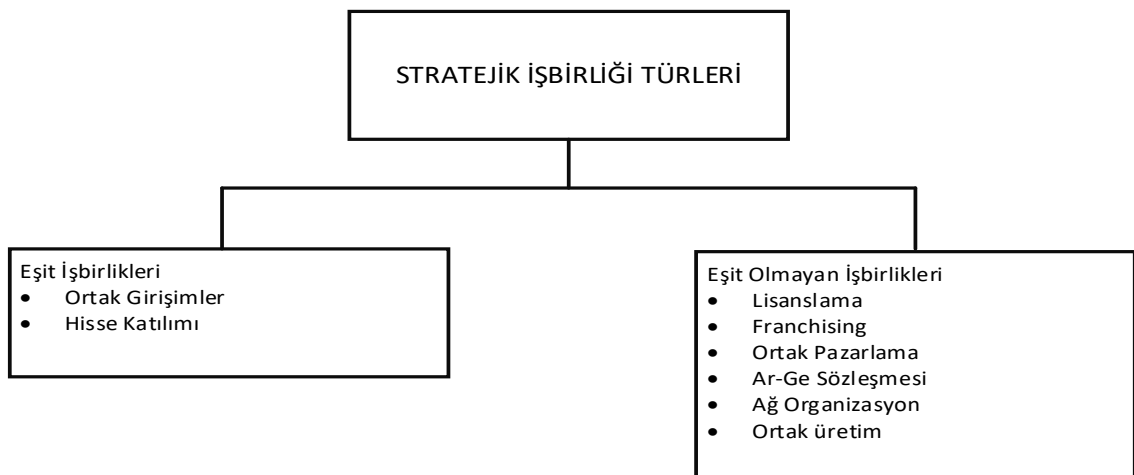 STRATEJİK İŞBİRLİĞİ TÜRLERİ
Eşit İşbirlikleri
• Ortak Girişimler
• Hisse Katılımı
Eşit Olmayan İşbirlikleri
• Lisanslama
• Franchising
• Ortak Pazarlama
• Ar-Ge Sözleşmesi
• Ağ Organizasyon
• Ortak üretim